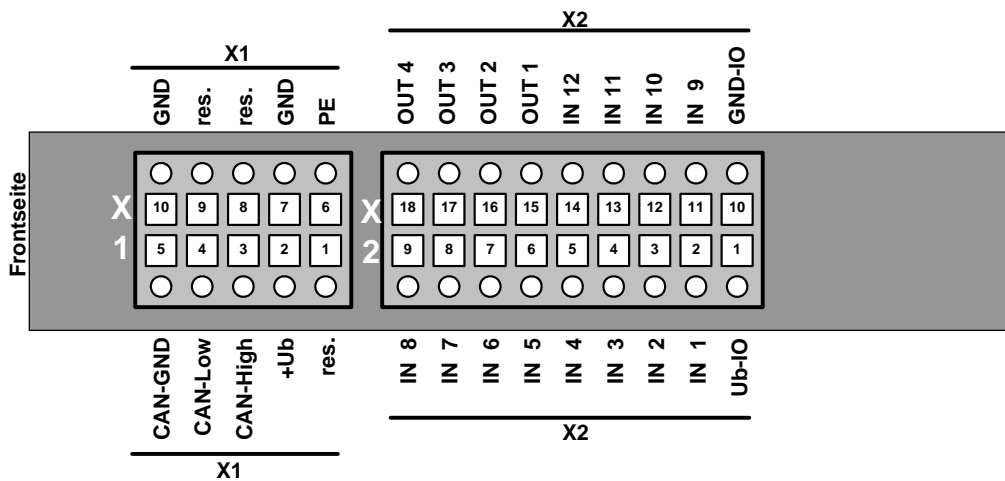 X2
X1
GND
res.
res.
GND
PE
OUT 4
OUT 3
OUT 2
OUT 1
IN 12
IN 11
IN 10
IN 9
GND-IO
Frontseite
X 10 9 8 7 6
1 5 4 3 2 1
X 18 17 16 15 14 13 12 11 10
2 9 8 7 6 5 4 3 2 1
CAN-GND
CAN-Low
CAN-High
+Ub
res.
IN 8
IN 7
IN 6
IN 5
IN 4
IN 3
IN 2
IN 1
Ub-IO
X2
X1